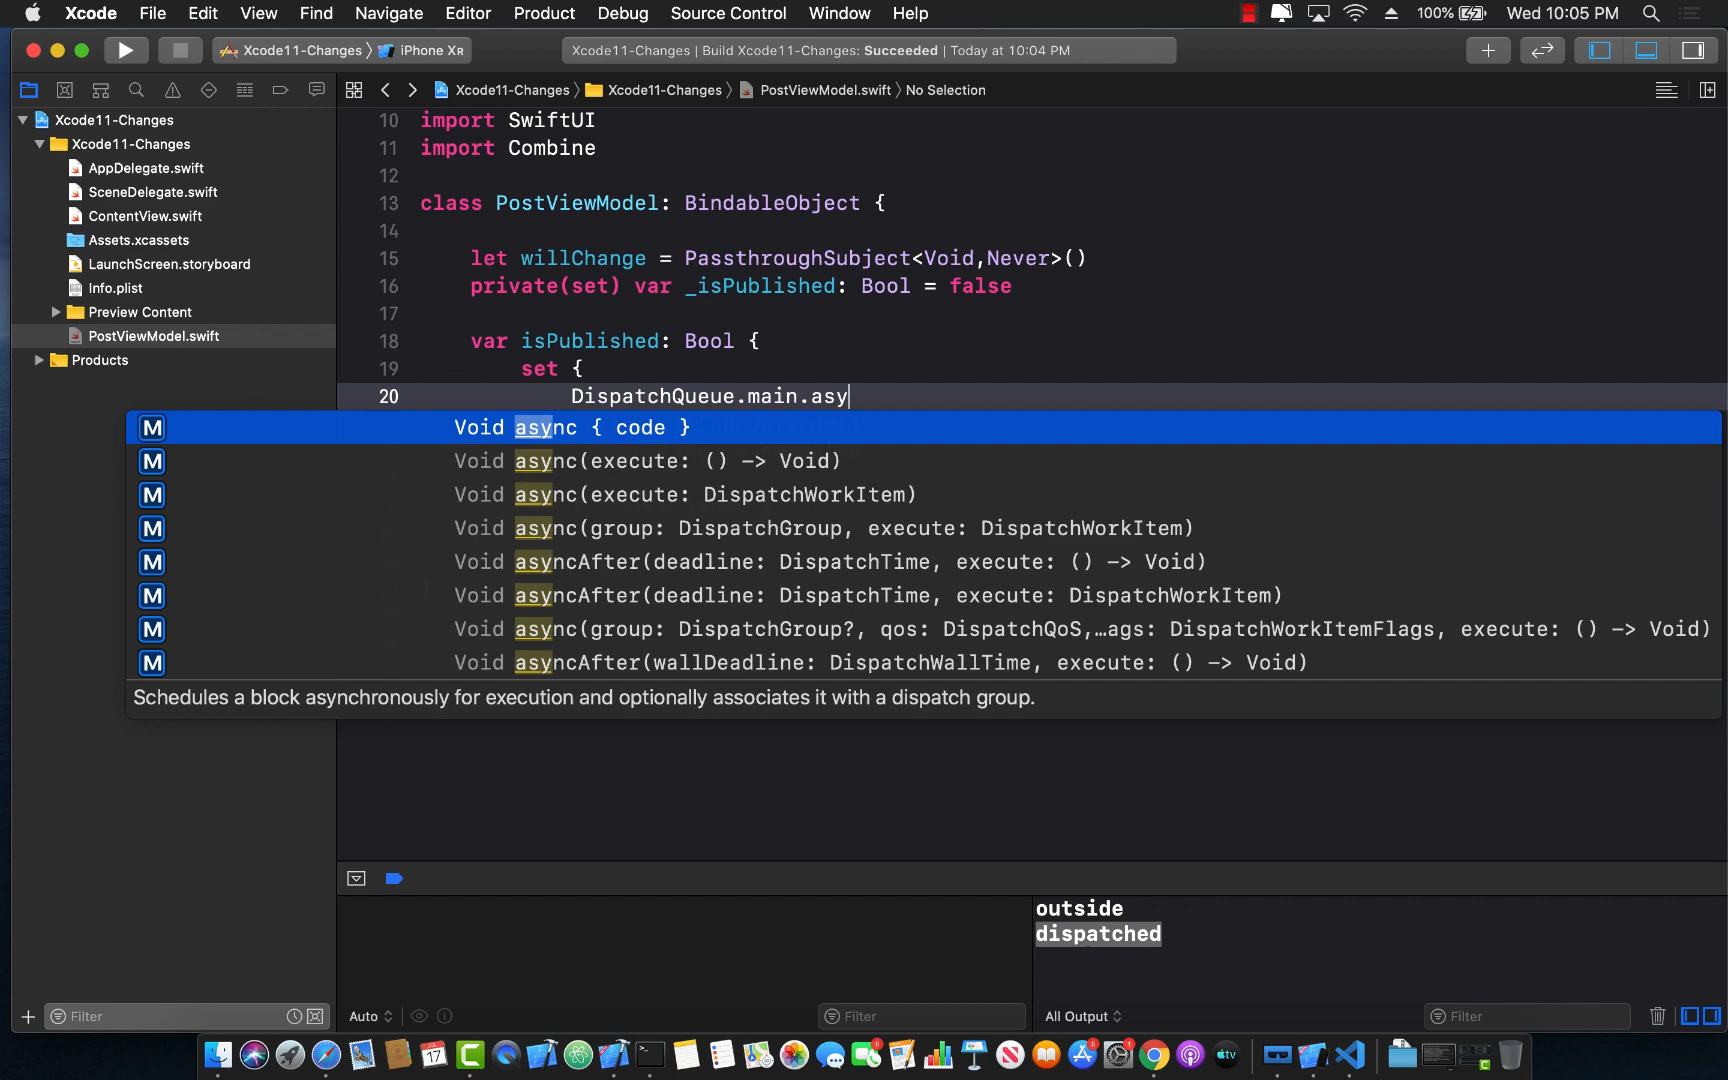 Xcode File Edit View Find Navigate Editor Product Debug Source Control Window Help 100% Wed 10:05 PM
Xcode11-Changes iPhone XR Xcode11-Changes | Build Xcode11-Changes: Succeeded | Today at 10:04 PM
Xcode11-Changes Xcode11-Changes PostViewModel.swift No Selection
Xcode11-Changes
Xcode11-Changes
AppDelegate.swift
SceneDelegate.swift
ContentView.swift
Assets.xcassets
LaunchScreen.storyboard
Info.plist
Preview Content
PostViewModel.swift
Products
10 import SwiftUI
11 import Combine
12
13 class PostViewModel: BindableObject {
14
15 let willChange = PassthroughSubject<Void,Never>()
16 private(set) var _isPublished: Bool = false
17
18 var isPublished: Bool {
19 set {
20 DispatchQueue.main.asy
M Void async { code }
M Void async(execute: () -> Void)
M Void async(execute: DispatchWorkItem)
M Void async(group: DispatchGroup, execute: DispatchWorkItem)
M Void asyncAfter(deadline: DispatchTime, execute: () -> Void)
M Void asyncAfter(deadline: DispatchTime, execute: DispatchWorkItem)
M Void async(group: DispatchGroup?, qos: DispatchQoS,…ags: DispatchWorkItemFlags, execute: () -> Void)
M Void asyncAfter(wallDeadline: DispatchWallTime, execute: () -> Void)
Schedules a block asynchronously for execution and optionally associates it with a dispatch group.
outside
dispatched
Filter Auto Filter All Output Filter
17 tv